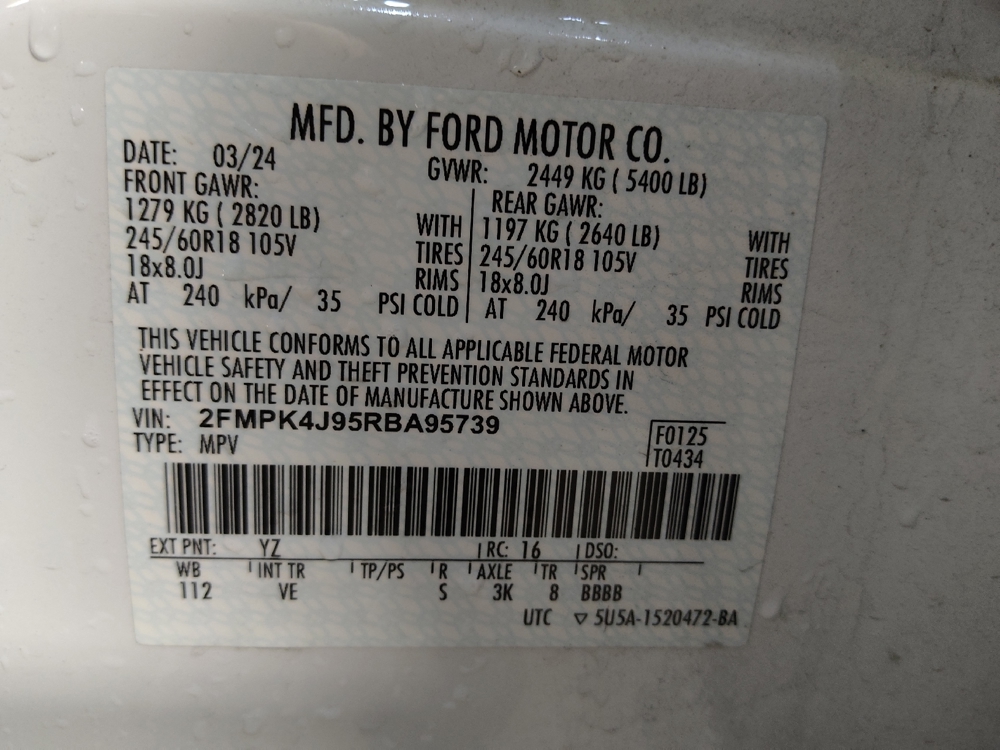 MFD. BY FORD MOTOR CO.
DATE: 03/24
GVWR: 2449 KG ( 5400 LB)
FRONT GAWR:
1279 KG ( 2820 LB) WITH
245/60R18 105V TIRES
18x8.0J RIMS
AT 240 kPa/ 35 PSI COLD
REAR GAWR:
1197 KG ( 2640 LB) WITH
245/60R18 105V TIRES
18x8.0J RIMS
AT 240 kPa/ 35 PSI COLD
THIS VEHICLE CONFORMS TO ALL APPLICABLE FEDERAL MOTOR
VEHICLE SAFETY AND THEFT PREVENTION STANDARDS IN
EFFECT ON THE DATE OF MANUFACTURE SHOWN ABOVE.
VIN: 2FMPK4J95RBA95739
TYPE: MPV
F0125
T0434
EXT PNT: YZ RC: 16 DSO:
WB INT TR TP/PS R AXLE TR SPR
112 VE S 3K 8 BBBB
UTC ▽ 5U5A-1520472-BA